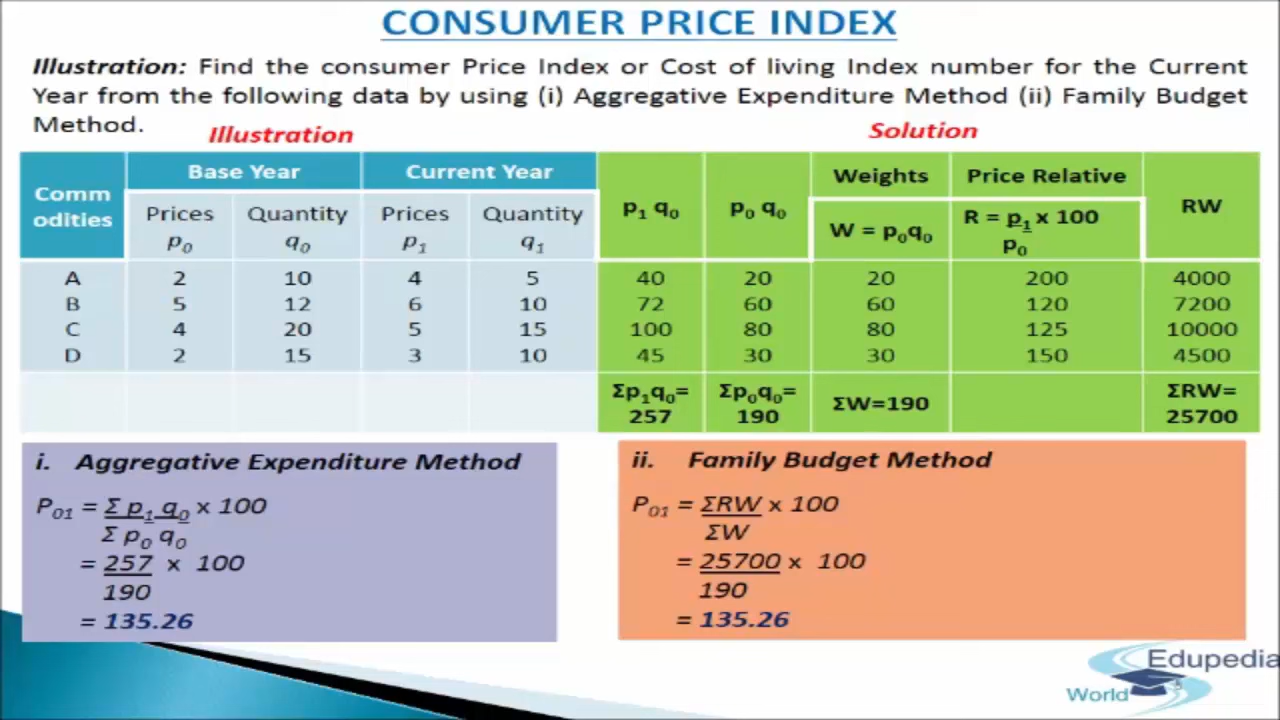 CONSUMER PRICE INDEX
Illustration: Find the consumer Price Index or Cost of living Index number for the Current
Year from the following data by using (i) Aggregative Expenditure Method (ii) Family Budget
Method.
Illustration
Solution
Comm
odities
Base Year
Current Year
Prices
p₀
Quantity
q₀
Prices
p₁
Quantity
q₁
p₁ q₀
p₀ q₀
Weights
W = p₀q₀
Price Relative
R = p₁ x 100
p₀
RW
A 2 10 4 5 40 20 20 200 4000
B 5 12 6 10 72 60 60 120 7200
C 4 20 5 15 100 80 80 125 10000
D 2 15 3 10 45 30 30 150 4500
Σp₁q₀=
257
Σp₀q₀=
190
ΣW=190
ΣRW=
25700
i. Aggregative Expenditure Method
P₀₁ = Σ p₁ q₀ x 100
Σ p₀ q₀
= 257 x 100
190
= 135.26
ii. Family Budget Method
P₀₁ = ΣRW x 100
ΣW
= 25700 x 100
190
= 135.26
Edupedia
World